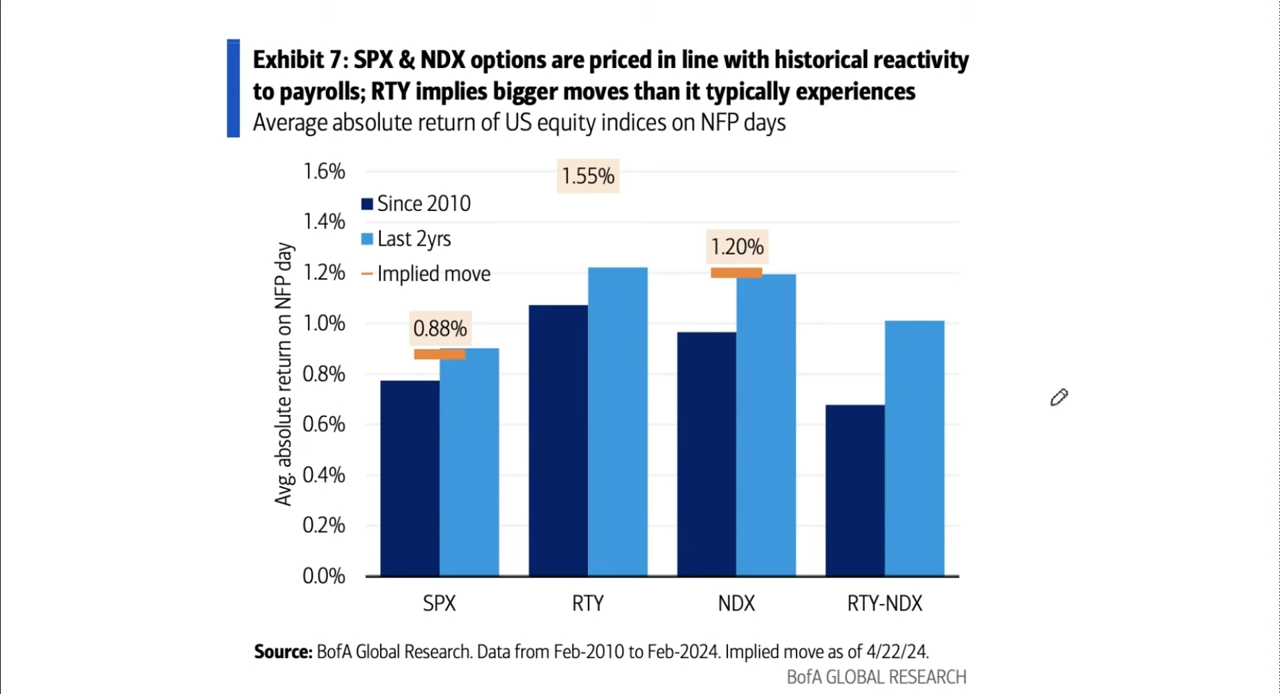 Exhibit 7: SPX & NDX options are priced in line with historical reactivity
to payrolls; RTY implies bigger moves than it typically experiences
Average absolute return of US equity indices on NFP days
Avg. absolute return on NFP day
1.6%
1.4%
1.2%
1.0%
0.8%
0.6%
0.4%
0.2%
0.0%
Since 2010
Last 2yrs
Implied move
0.88%
1.55%
1.20%
SPX
RTY
NDX
RTY-NDX
Source: BofA Global Research. Data from Feb-2010 to Feb-2024. Implied move as of 4/22/24.
BofA GLOBAL RESEARCH